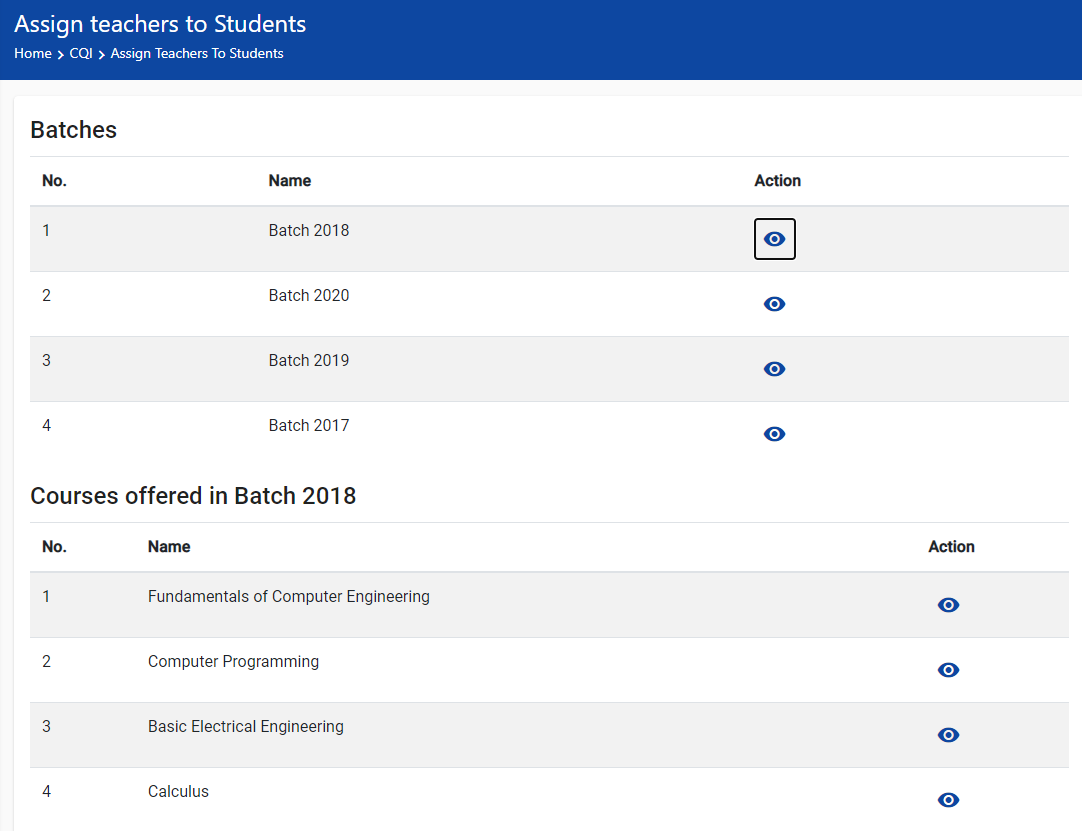 Assign teachers to Students
Home > CQI > Assign Teachers To Students
Batches
No. Name Action
1 Batch 2018
2 Batch 2020
3 Batch 2019
4 Batch 2017
Courses offered in Batch 2018
No. Name Action
1 Fundamentals of Computer Engineering
2 Computer Programming
3 Basic Electrical Engineering
4 Calculus